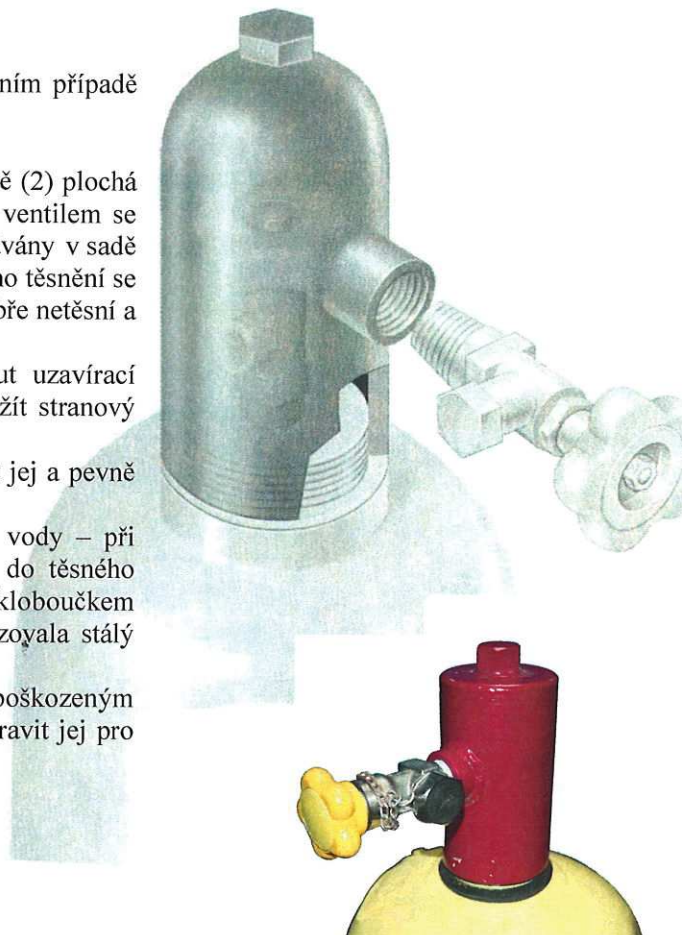 ním případě
ě (2) plochá
ventilem se
vány v sadě
no těsnění se
ře netěsní a
ut uzavírací
žít stranový
jej a pevně
vody – při
do těsného
kloboučkem
zovala stálý
poškozeným
ravit jej pro